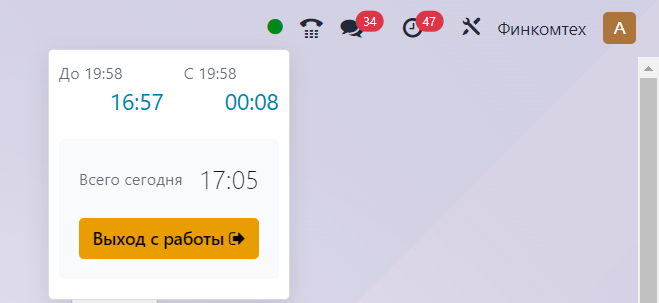 34 47 Финкомтех A
До 19:58 С 19:58
16:57 00:08
Всего сегодня 17:05
Выход с работы